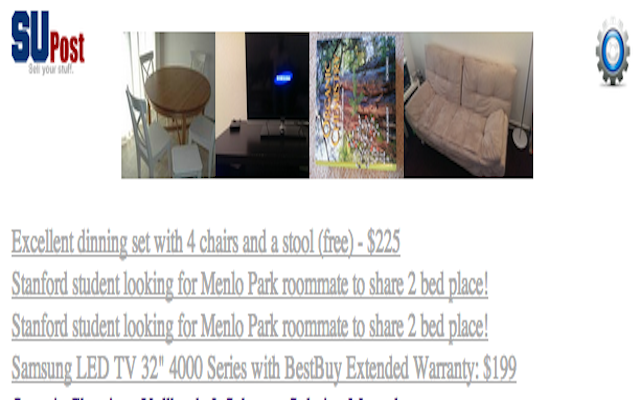 SU Post
Sell your stuff.
Excellent dinning set with 4 chairs and a stool (free) - $225
Stanford student looking for Menlo Park roommate to share 2 bed place!
Stanford student looking for Menlo Park roommate to share 2 bed place!
Samsung LED TV 32" 4000 Series with BestBuy Extended Warranty: $199